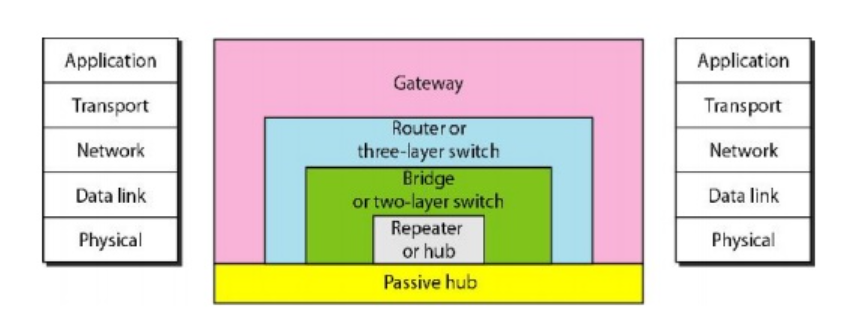 Application
Transport
Network
Data link
Physical
Gateway
Router or
three-layer switch
Bridge
or two-layer switch
Repeater
or hub
Passive hub
Application
Transport
Network
Data link
Physical